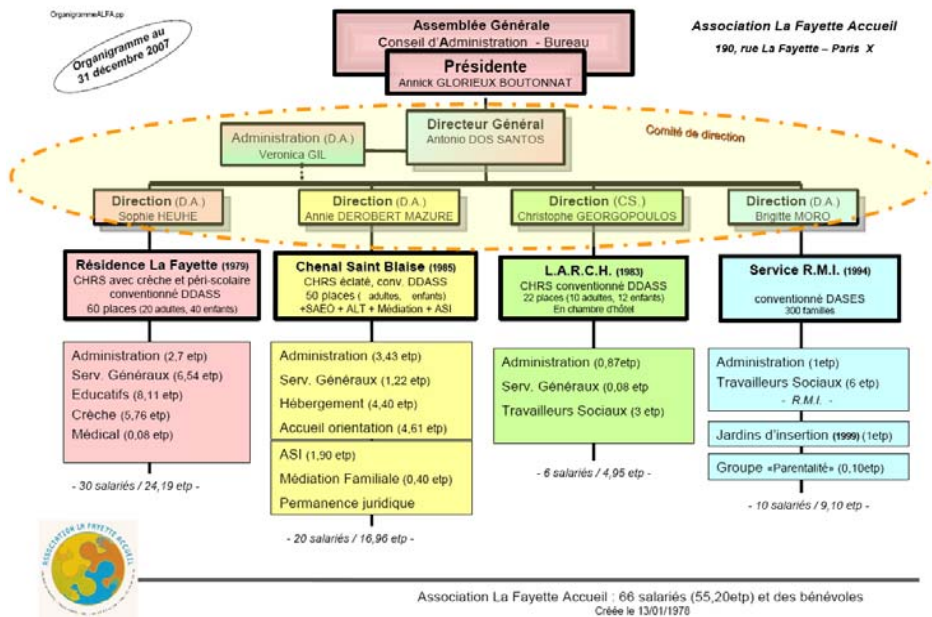 OrganigrammeALFA.pp
Organigramme au
31 décembre 2007
Assemblée Générale
Conseil d'Administration - Bureau
Présidente
Annick GLORIEUX BOUTONNAT
Association La Fayette Accueil
190, rue La Fayette – Paris X
Comité de direction
Administration (D.A.)
Veronica GIL
Directeur Général
Antonio DOS SANTOS
Direction (D.A.)
Sophie HEUHE
Direction (D.A.)
Annie DEROBERT MAZURE
Direction (CS.)
Christophe GEORGOPOULOS
Direction (D.A.)
Brigitte MORO
Résidence La Fayette (1979)
CHRS avec crèche et péri-scolaire
conventionné DDASS
60 places (20 adultes, 40 enfants)
Administration (2,7 etp)
Serv. Généraux (6,54 etp)
Educatifs (8,11 etp)
Crèche (5,76 etp)
Médical (0,08 etp)
- 30 salariés / 24,19 etp -
Chenal Saint Blaise (1985)
CHRS éclaté, conv. DDASS
50 places ( adultes, enfants)
+SAEO + ALT + Médiation + ASI
Administration (3,43 etp)
Serv. Généraux (1,22 etp)
Hébergement (4,40 etp)
Accueil orientation (4,61 etp)
ASI (1,90 etp)
Médiation Familiale (0,40 etp)
Permanence juridique
- 20 salariés / 16,96 etp -
L.A.R.C.H. (1983)
CHRS conventionné DDASS
22 places (10 adultes, 12 enfants)
En chambre d'hôtel
Administration (0,87etp)
Serv. Généraux (0,08 etp
Travailleurs Sociaux (3 etp)
- 6 salariés / 4,95 etp -
Service R.M.I. (1994)
conventionné DASES
300 familles
Administration (1etp)
Travailleurs Sociaux (6 etp)
- R.M.I. -
Jardins d'insertion (1999) (1etp)
Groupe «Parentalité» (0,10etp)
- 10 salariés / 9,10 etp -
ASSOCIATION LA FAYETTE ACCUEIL
Association La Fayette Accueil : 66 salariés (55,20etp) et des bénévoles
Créée le 13/01/1978